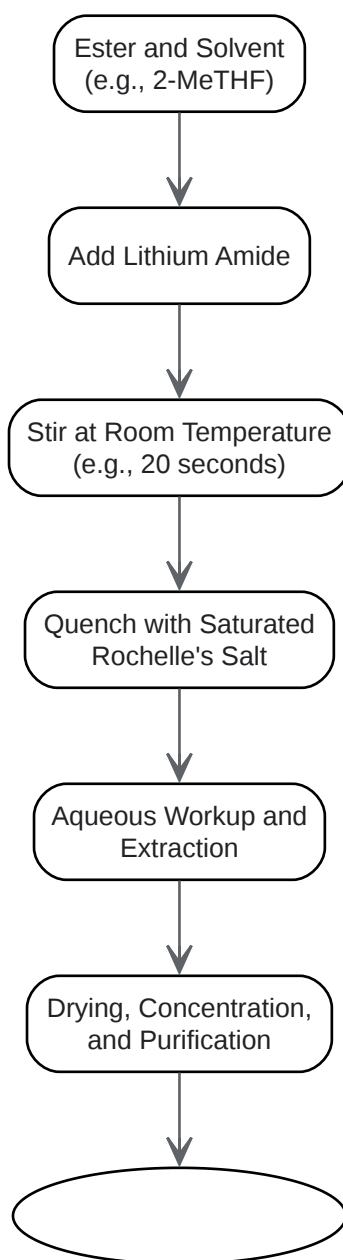 Ester and Solvent
(e.g., 2-MeTHF)
Add Lithium Amide
Stir at Room Temperature
(e.g., 20 seconds)
Quench with Saturated
Rochelle's Salt
Aqueous Workup and
Extraction
Drying, Concentration,
and Purification